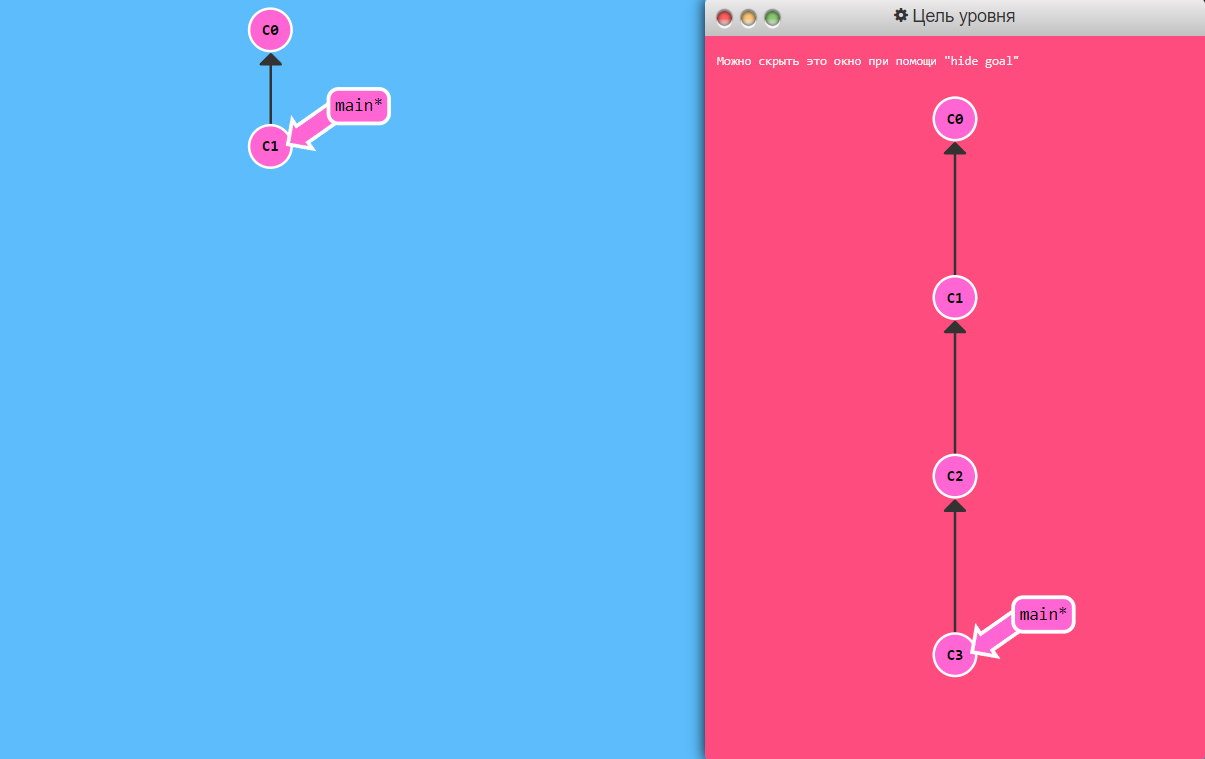 C0
main*
C1
Цель уровня
Можно скрыть это окно при помощи "hide goal"
C0
C1
C2
main*
C3